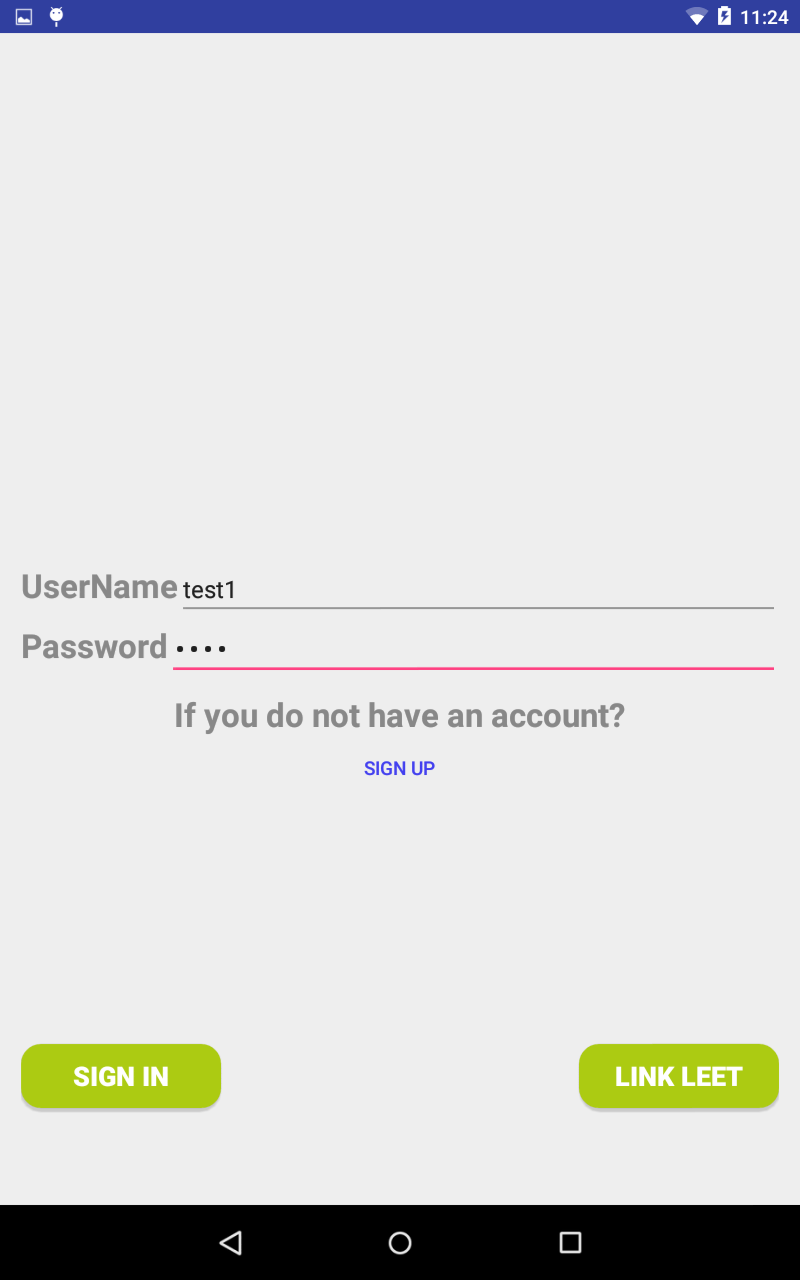 11:24
UserName test1
Password ••••
If you do not have an account?
SIGN UP
SIGN IN
LINK LEET